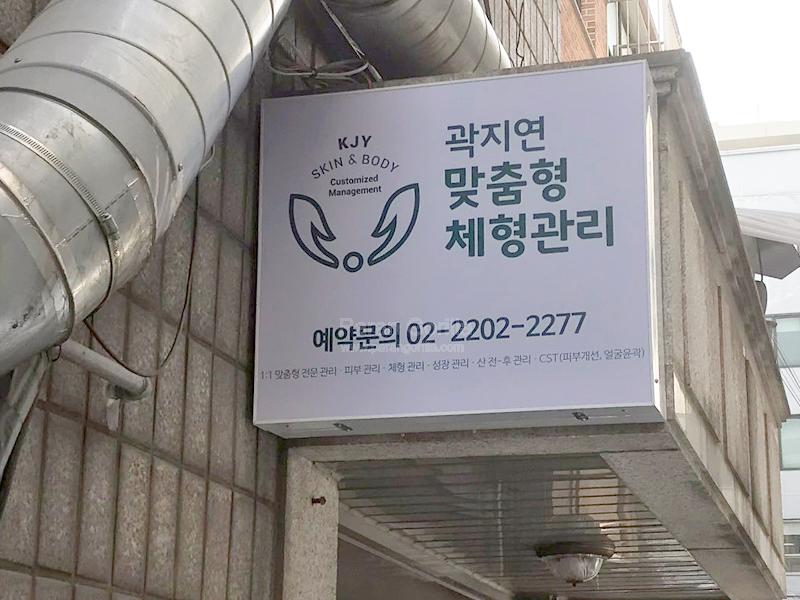 KJY
SKIN & BODY
Customized
Management
곽지연
맞춤형
체형관리
예약문의 02-2202-2277
1:1 맞춤형 전문 관리 · 피부 관리 · 체형 관리 · 성장 관리 · 산 전-후 관리 · CST (피부개선, 얼굴윤곽)